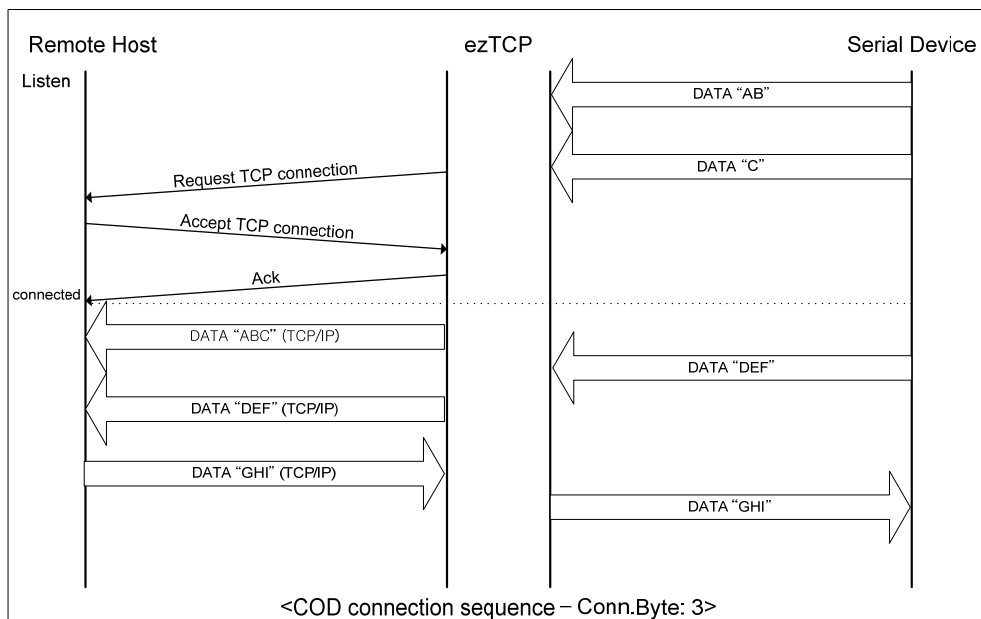 Remote Host
ezTCP
Serial Device
Listen
DATA “AB”
DATA “C”
Request TCP connection
Accept TCP connection
Ack
connected
DATA “ABC” (TCP/IP)
DATA “DEF”
DATA “DEF” (TCP/IP)
DATA “GHI” (TCP/IP)
DATA “GHI”
<COD connection sequence – Conn.Byte: 3>